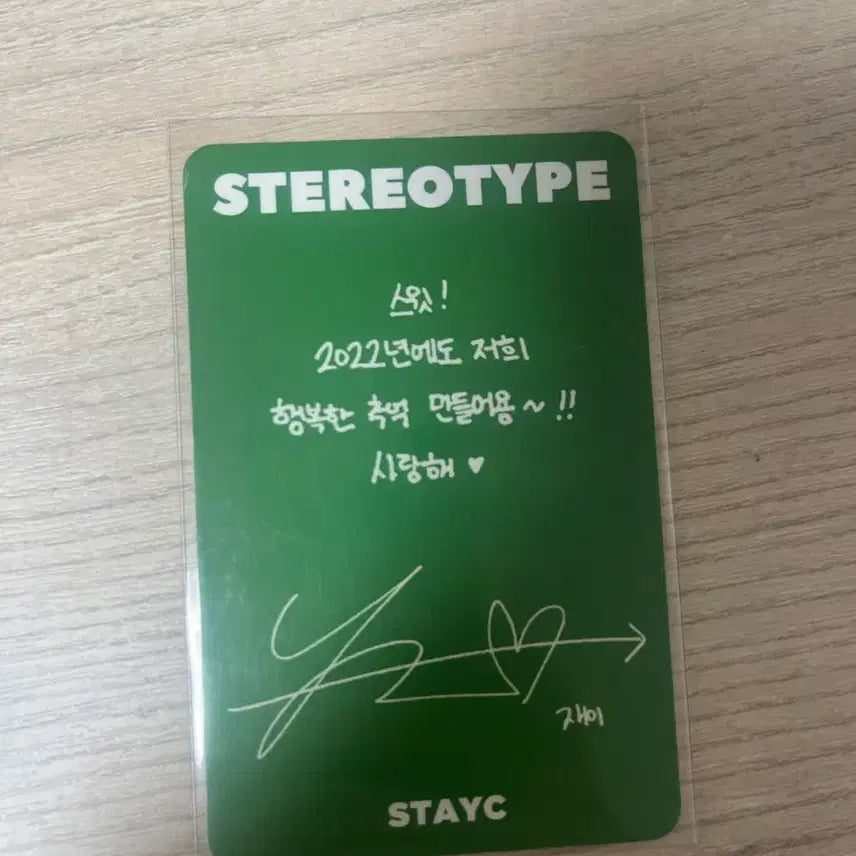 STEREOTYPE
스윗!
2022년에도 저희
행복한 추억 만들어용~!!
사랑해♥
재이
STAYC